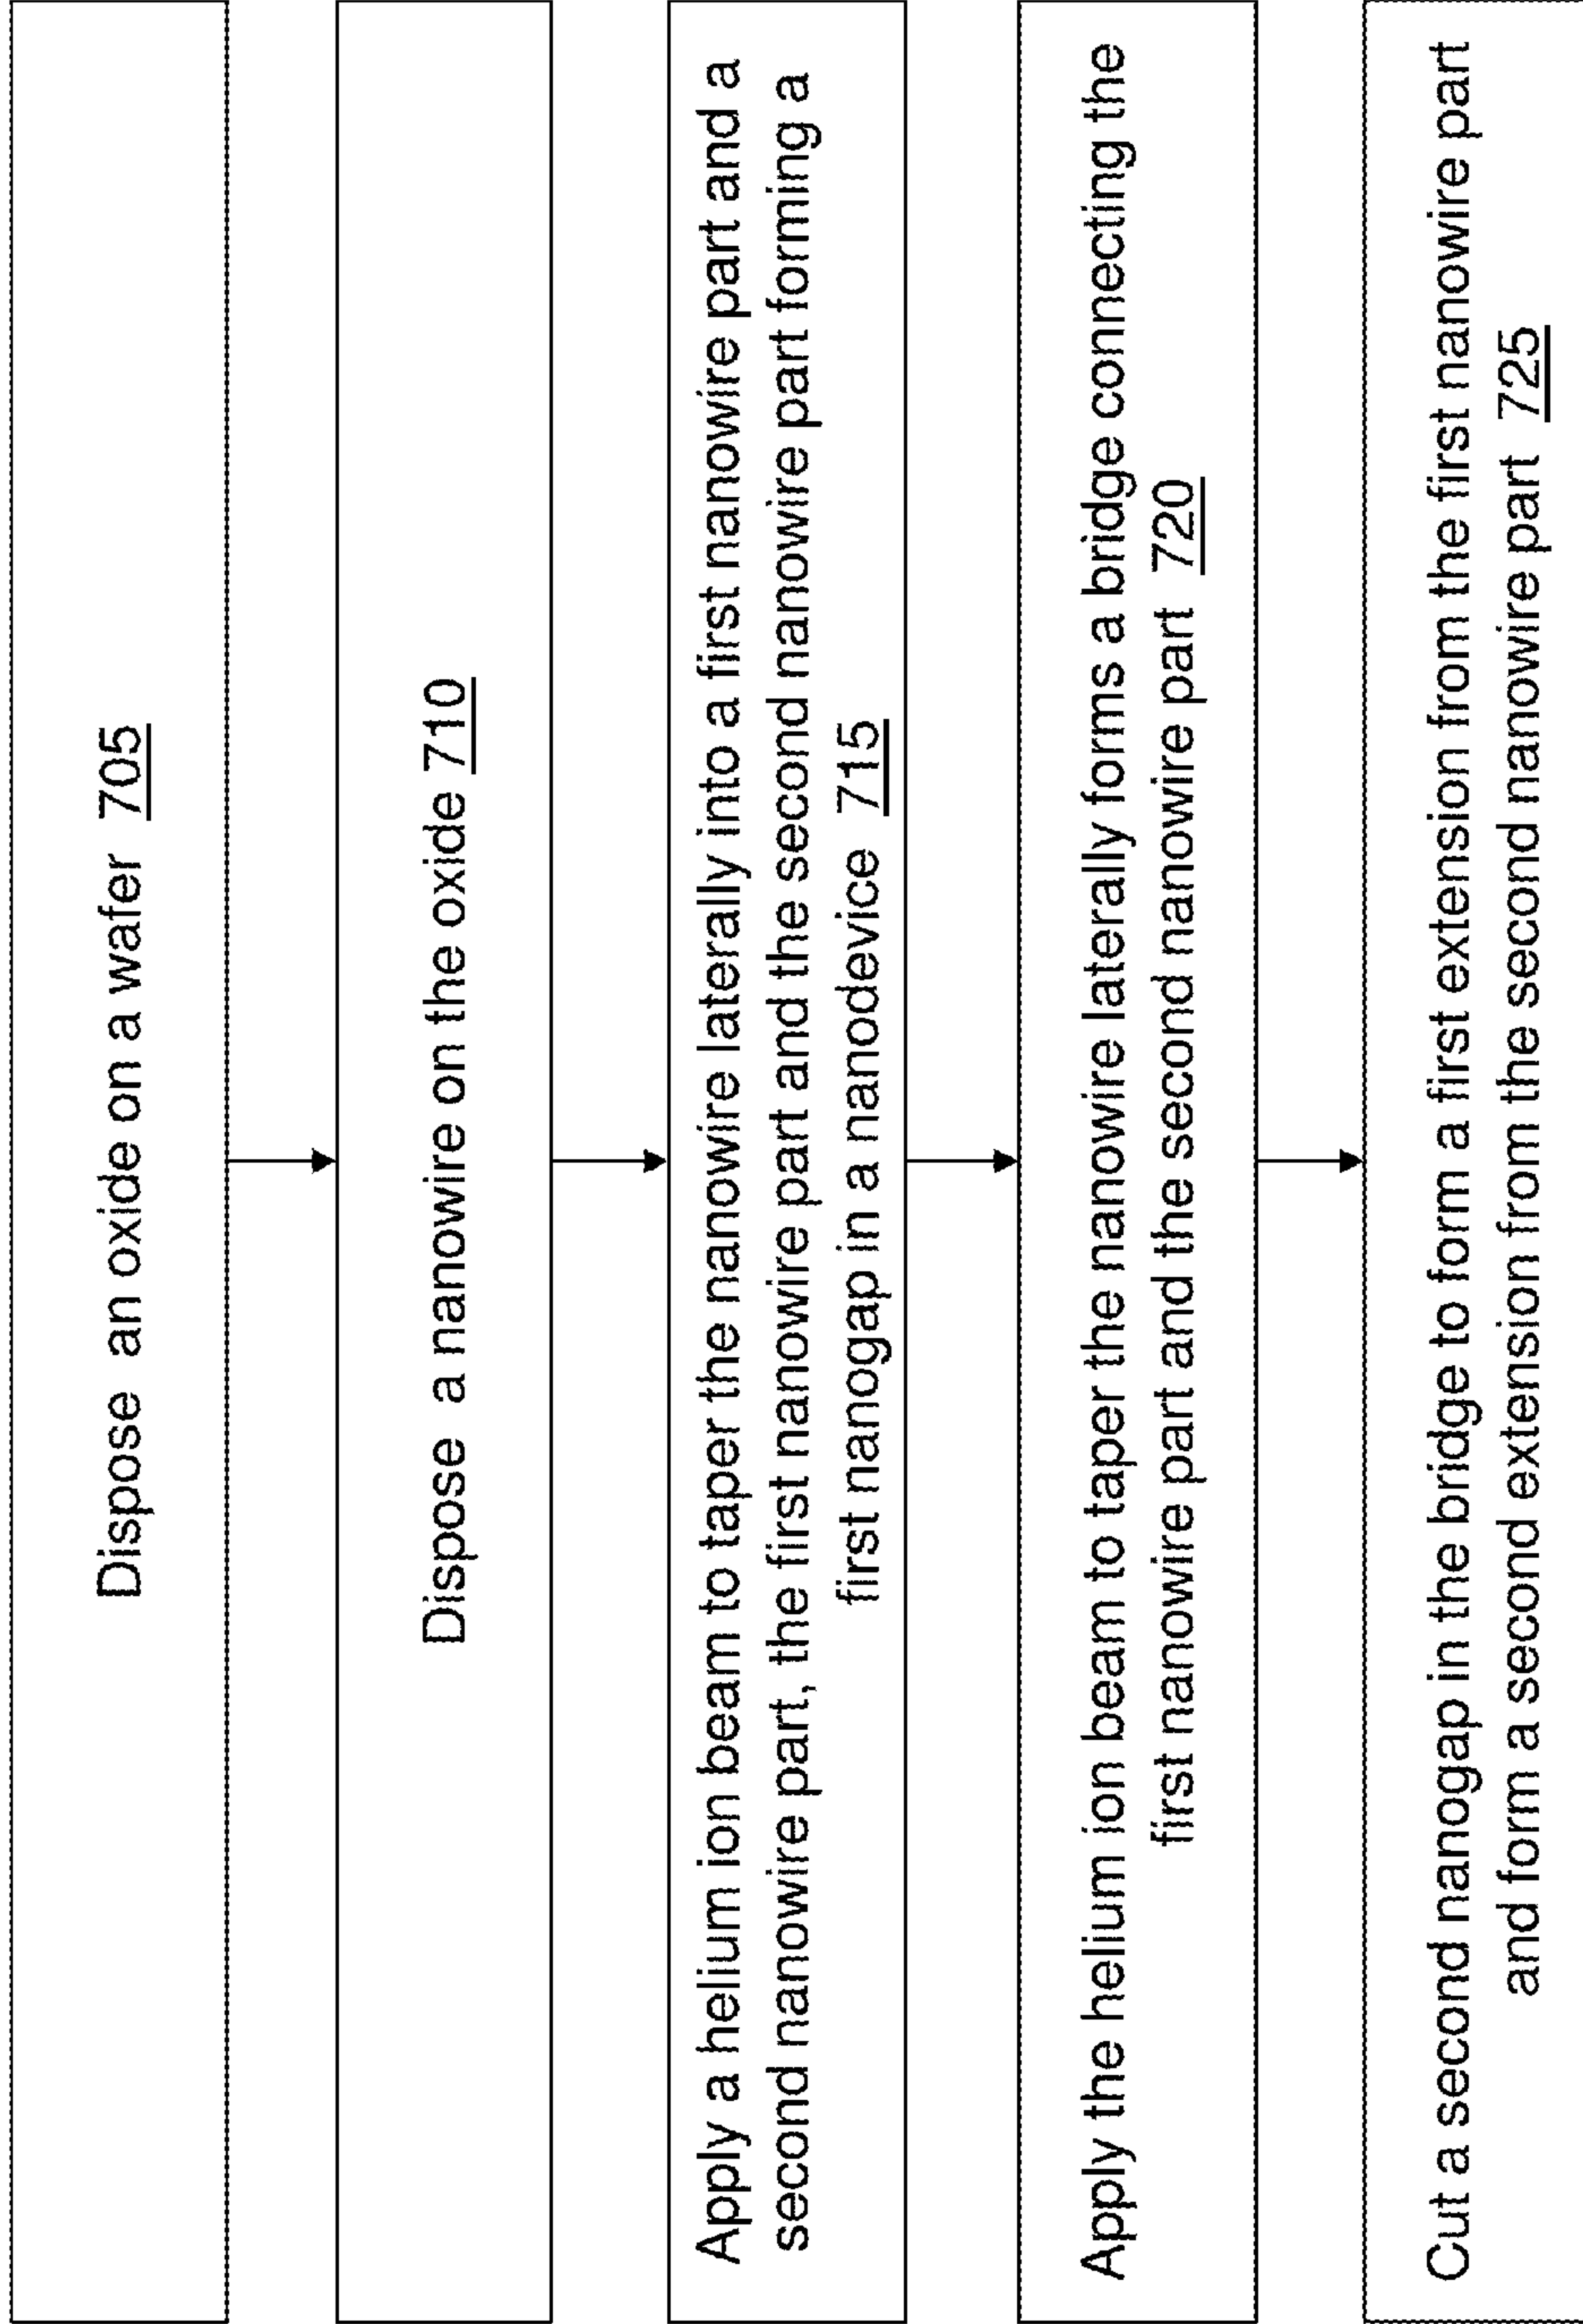 Dispose an oxide on a wafer 705
Dispose a nanowire on the oxide 710
Apply a helium ion beam to taper the nanowire laterally into a first nanowire part and a
second nanowire part, the first nanowire part and the second nanowire part forming a
first nanogap in a nanodevice 715
Apply the helium ion beam to taper the nanowire laterally forms a bridge connecting the
first nanowire part and the second nanowire part 720
Cut a second nanogap in the bridge to form a first extension from the first nanowire part
and form a second extension from the second nanowire part 725